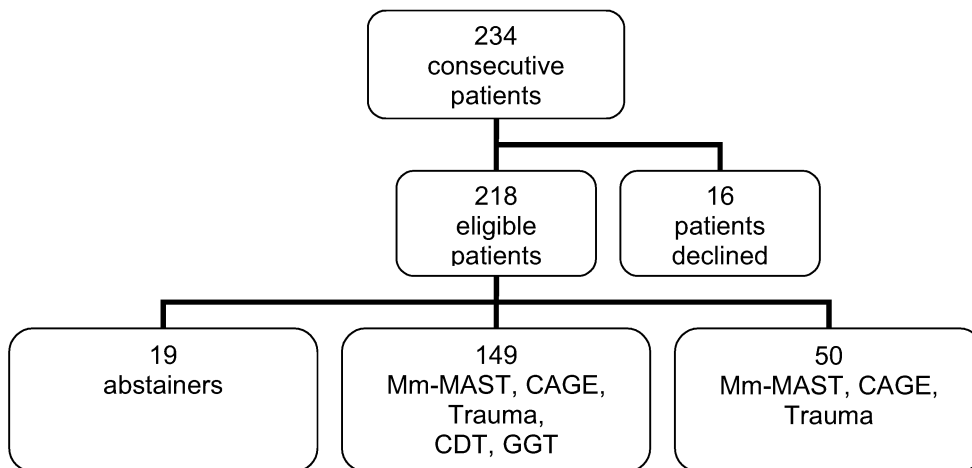 234
consecutive
patients
218
eligible
patients
16
patients
declined
19
abstainers
149
Mm-MAST, CAGE,
Trauma,
CDT, GGT
50
Mm-MAST, CAGE,
Trauma